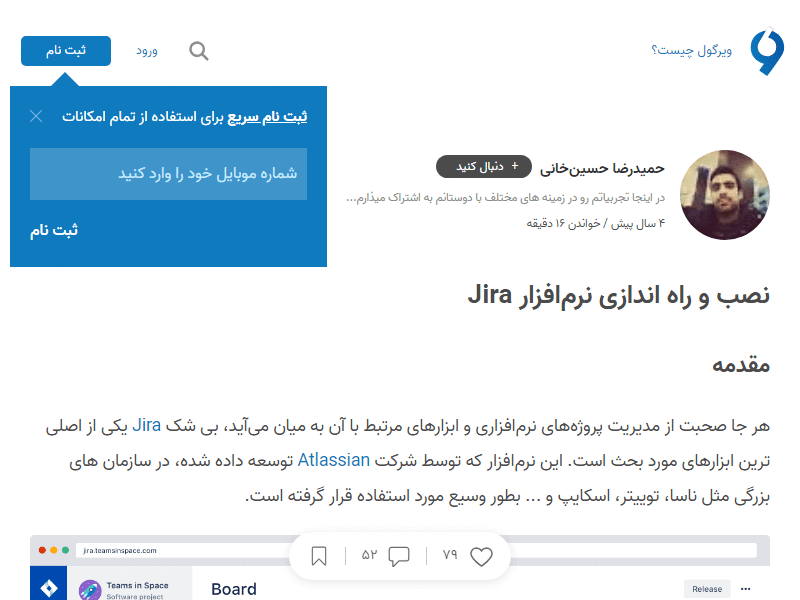 ویرگول چیست؟
ورود
ثبت نام
ثبت نام سریع برای استفاده از تمام امکانات
شماره موبایل خود را وارد کنید
ثبت نام
حمیدرضا حسین‌خانی
+ دنبال کنید
در اینجا تجربیاتم رو در زمینه های مختلف با دوستانم به اشتراک میذارم...
۴ سال پیش / خواندن ۱۶ دقیقه
نصب و راه اندازی نرم‌افزار Jira
مقدمه
هر جا صحبت از مدیریت پروژه‌های نرم‌افزاری و ابزارهای مرتبط با آن به میان می‌آید، بی شک Jira یکی از اصلی
ترین ابزارهای مورد بحث است. این نرم‌افزار که توسط شرکت Atlassian توسعه داده شده، در سازمان های
بزرگی مثل ناسا، توییتر، اسکایپ و ... بطور وسیع مورد استفاده قرار گرفته است.
jira.teamsinspace.com
۷۹
۵۲
Teams in Space
Software project
Board
Release